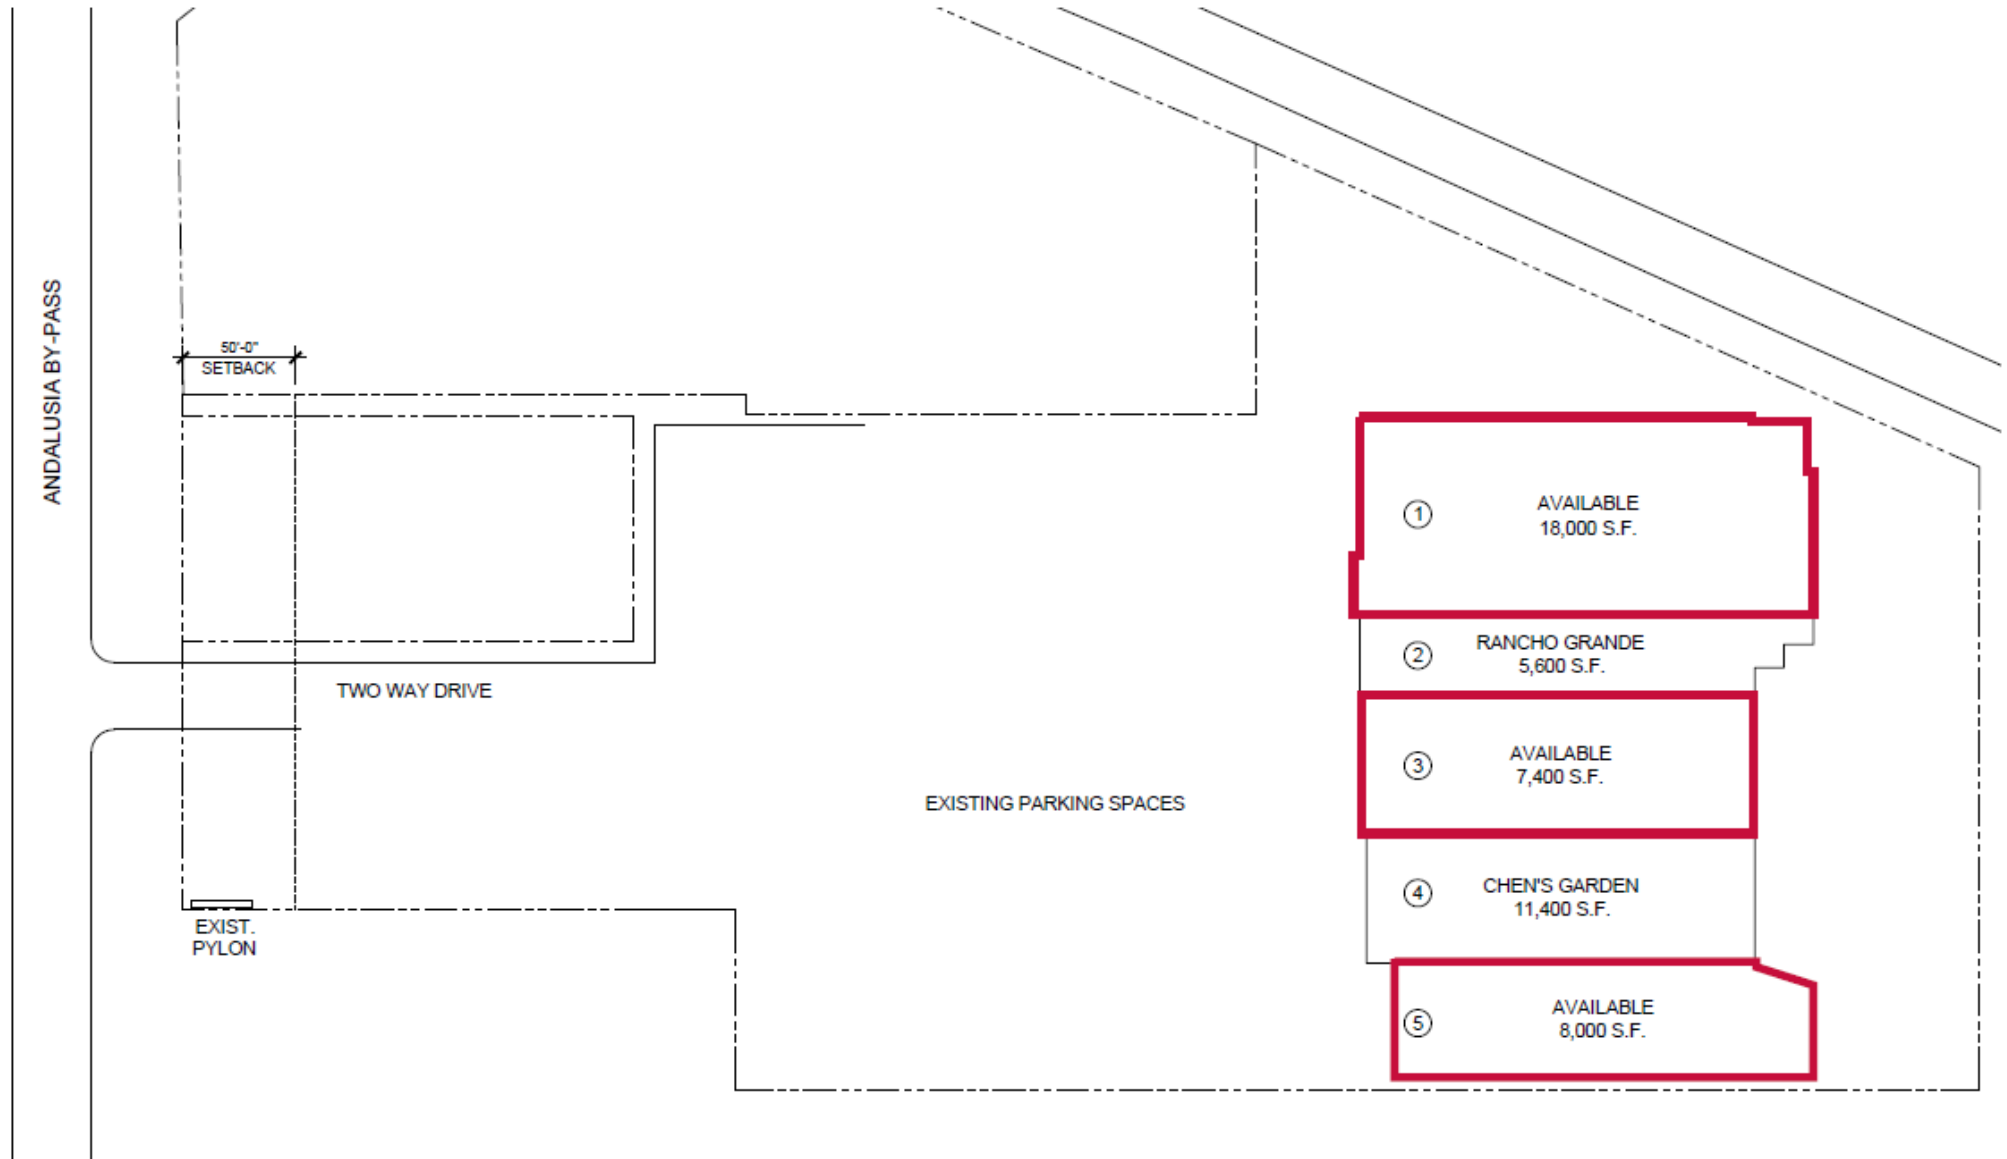 ANDALUSIA BY-PASS
50'-0"
SETBACK
TWO WAY DRIVE
EXIST.
PYLON
EXISTING PARKING SPACES
1
AVAILABLE
18,000 S.F.
2
RANCHO GRANDE
5,600 S.F.
3
AVAILABLE
7,400 S.F.
4
CHEN'S GARDEN
11,400 S.F.
5
AVAILABLE
8,000 S.F.